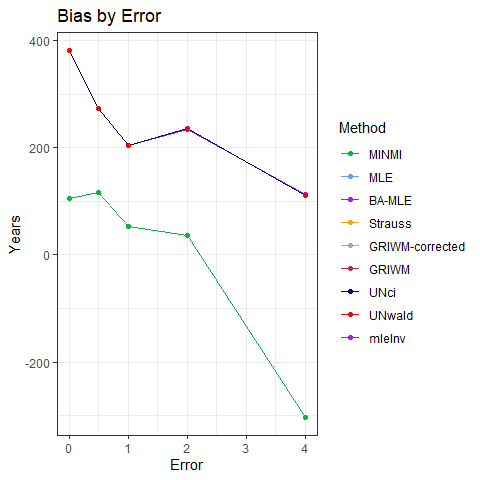 Bias by Error
400
200
0
-200
Years
0
1
2
3
4
Error
Method
MINMI
MLE
BA-MLE
Strauss
GRIWM-corrected
GRIWM
UNci
UNwald
mleInv